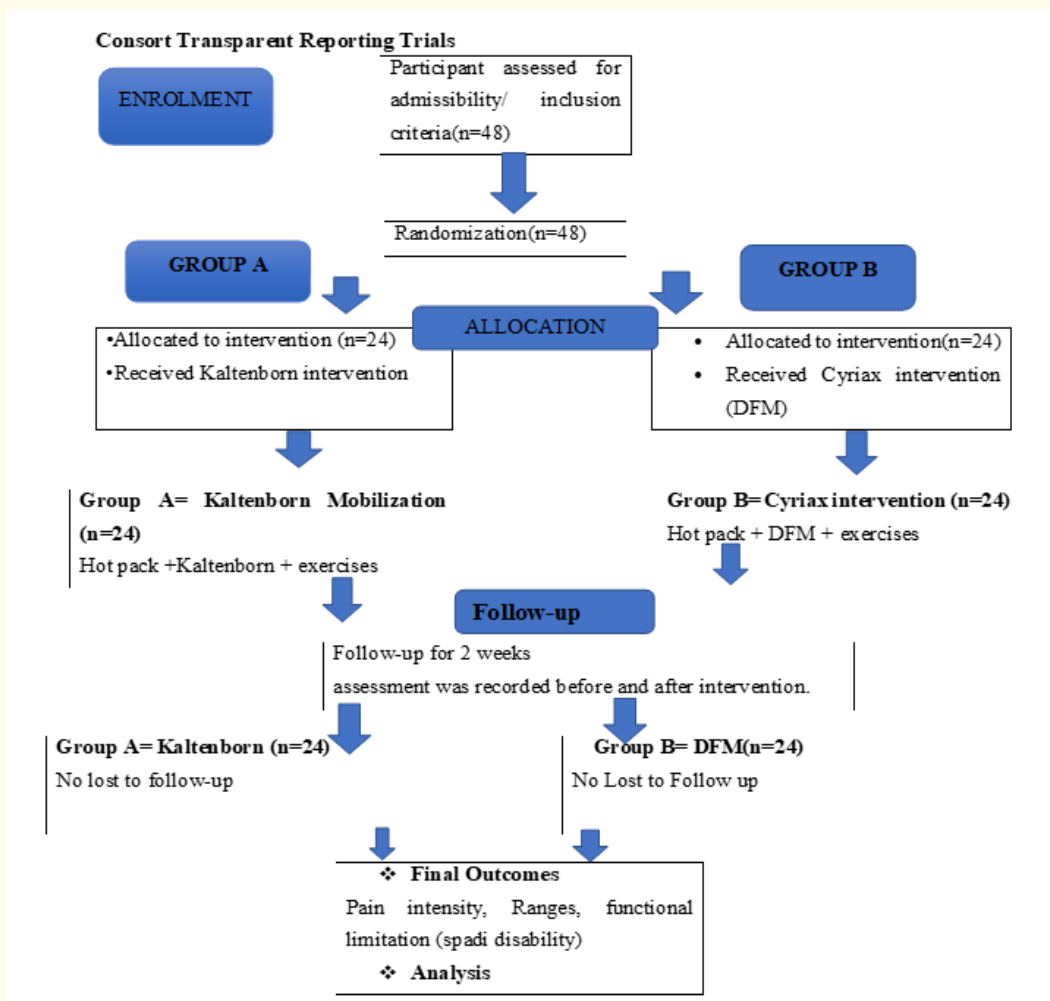 Consort Transparent Reporting Trials
ENROLMENT
Participant assessed for
admissibility/ inclusion
criteria(n=48)
Randomization(n=48)
GROUP A
GROUP B
ALLOCATION
•Allocated to intervention (n=24)
•Received Kaltenborn intervention
• Allocated to intervention(n=24)
• Received Cyriax intervention
(DFM)
Group A= Kaltenborn Mobilization
(n=24)
Hot pack +Kaltenborn + exercises
Group B= Cyriax intervention (n=24)
Hot pack + DFM + exercises
Follow-up
Follow-up for 2 weeks
assessment was recorded before and after intervention.
Group A= Kaltenborn (n=24)
No lost to follow-up
Group B= DFM(n=24)
No Lost to Follow up
❖ Final Outcomes
Pain intensity, Ranges, functional
limitation (spadi disability)
❖ Analysis